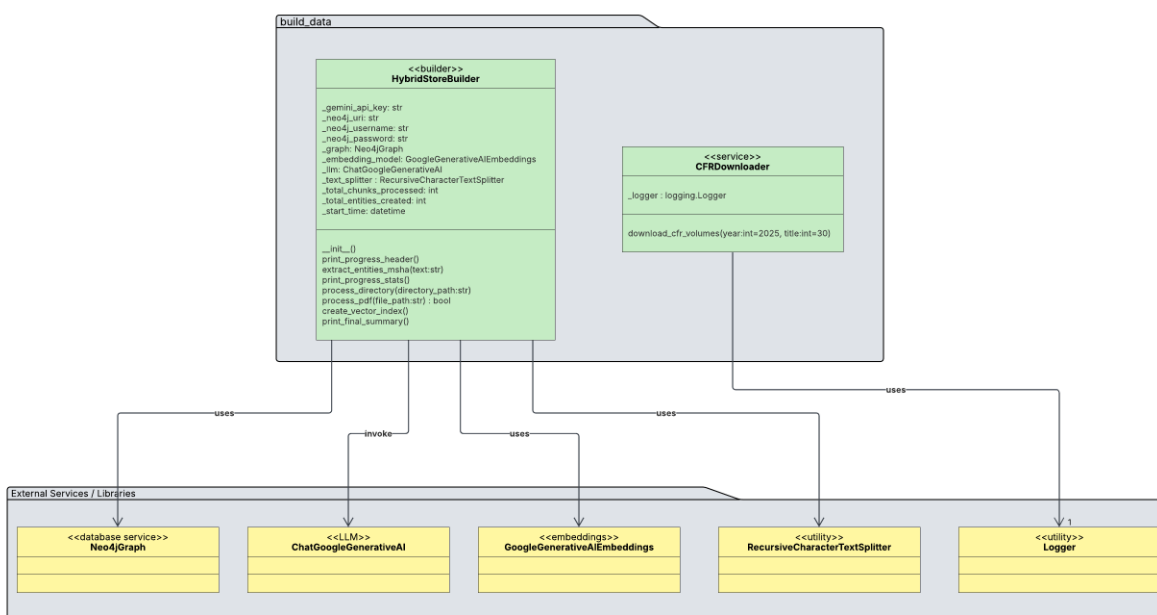 build_data
<<builder>>
HybridStoreBuilder
_gemini_api_key: str
_neo4j_uri: str
_neo4j_username: str
_neo4j_password: str
_graph: Neo4jGraph
_embedding_model: GoogleGenerativeAIEmbeddings
_llm: ChatGoogleGenerativeAI
_text_splitter : RecursiveCharacterTextSplitter
_total_chunks_processed: int
_total_entities_created: int
_start_time: datetime
__init__()
print_progress_header()
extract_entities_msha(text:str)
print_progress_stats()
process_directory(directory_path:str)
process_pdf(file_path:str) : bool
create_vector_index()
print_final_summary()
<<service>>
CFRDownloader
_logger : logging.Logger
download_cfr_volumes(year:int=2025, title:int=30)
uses
invoke
uses
uses
uses
External Services / Libraries
1
<<database service>>
Neo4jGraph
<<LLM>>
ChatGoogleGenerativeAI
<<embeddings>>
GoogleGenerativeAIEmbeddings
<<utility>>
RecursiveCharacterTextSplitter
<<utility>>
Logger